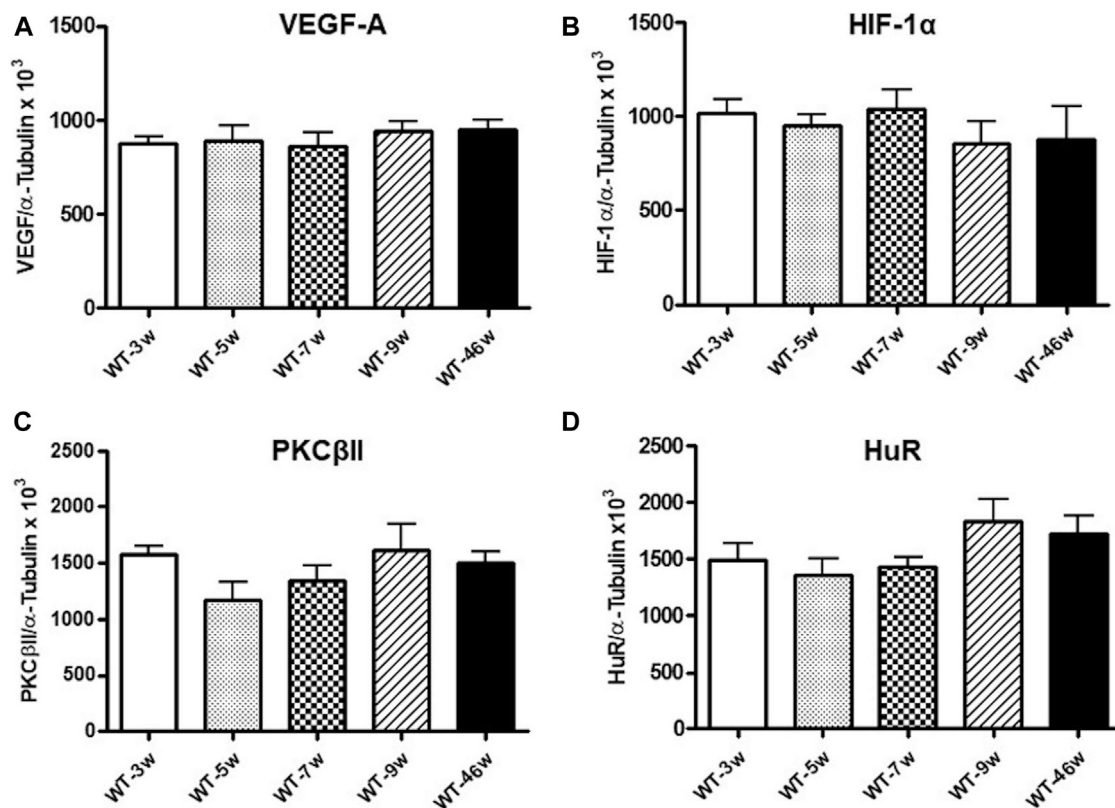 A
VEGF-A
VEGF/α-Tubulin x 10³
1500
1000
500
0
WT-3w
WT-5w
WT-7w
WT-9w
WT-46w
B
HIF-1α
HIF-1α/α-Tubulin x 10³
1500
1000
500
0
WT-3w
WT-5w
WT-7w
WT-9w
WT-46w
C
PKCβII
PKCβII/α-Tubulin x 10³
2500
2000
1500
1000
500
0
WT-3w
WT-5w
WT-7w
WT-9w
WT-46w
D
HuR
HuR/α-Tubulin x10³
2500
2000
1500
1000
500
0
WT-3w
WT-5w
WT-7w
WT-9w
WT-46w